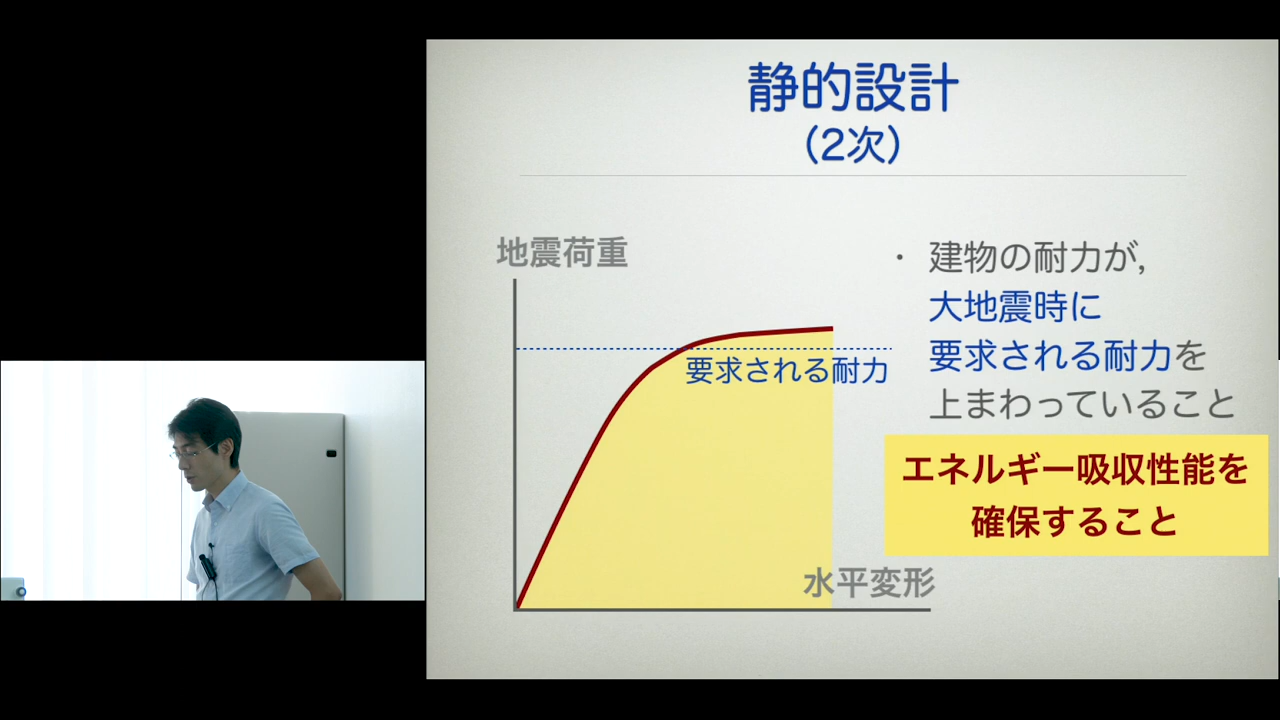 静的設計
（2次）
地震荷重
・ 建物の耐力が,
大地震時に
要求される耐力を
上まわっていること
要求される耐力
エネルギー吸収性能を
確保すること
水平変形